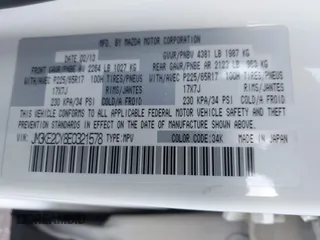 MFD. BY MAZDA MOTOR CORPORATION
DATE 02/13 GVWR/PNBV 4381 LB 1987 KG
FRONT GAWR/PNBE AV 2264 LB 1027 KG REAR GAWR/PNBE AR 2123 LB 963 KG
WITH/AVEC P225/65R17 100H TIRES/PNEUS WITH/AVEC P225/65R17 100H TIRES/PNEUS
17X7J RIMS/JANTES 17X7J RIMS/JANTES
230 KPA/34 PSI COLD/A FROID 230 KPA/34 PSI COLD/A FROID
THIS VEHICLE CONFORMS TO ALL APPLICABLE FEDERAL MOTOR VEHICLE
SAFETY, BUMPER, AND THEFT PREVENTION STANDARDS IN EFFECT
ON THE DATE OF MANUFACTURE SHOWN ABOVE.
VIN: TYPE: MPV
COLOR CODE: 34K MADE IN JAPAN